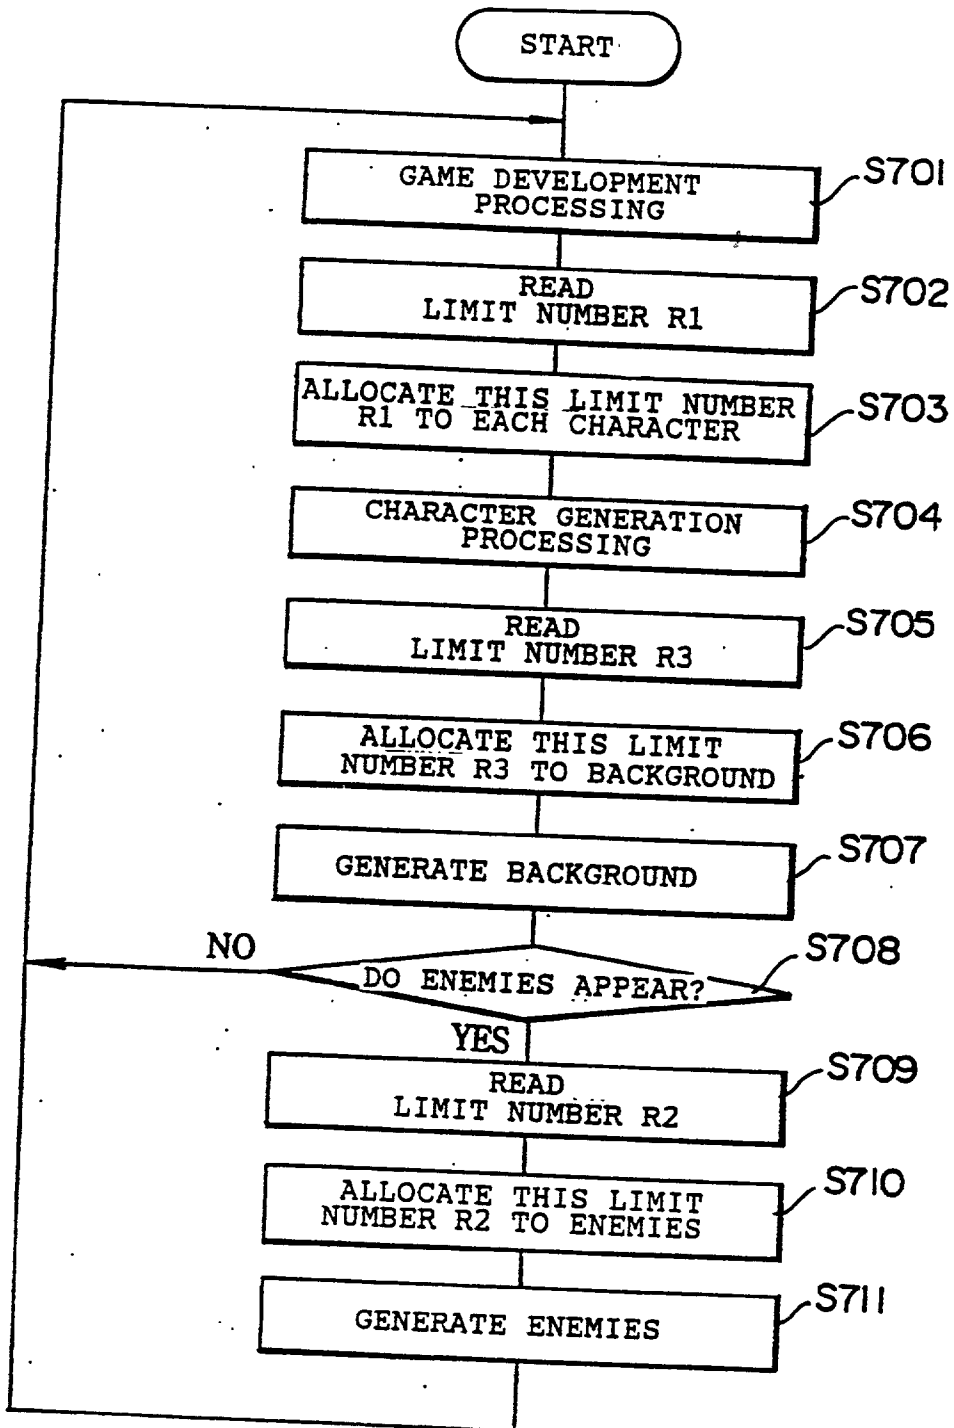 START
GAME DEVELOPMENT
PROCESSING
S701
READ
LIMIT NUMBER R1
S702
ALLOCATE THIS LIMIT NUMBER
R1 TO EACH CHARACTER
S703
CHARACTER GENERATION
PROCESSING
S704
READ
LIMIT NUMBER R3
S705
ALLOCATE THIS LIMIT
NUMBER R3 TO BACKGROUND
S706
GENERATE BACKGROUND
S707
NO
DO ENEMIES APPEAR?
S708
YES
READ
LIMIT NUMBER R2
S709
ALLOCATE THIS LIMIT
NUMBER R2 TO ENEMIES
S710
GENERATE ENEMIES
S711